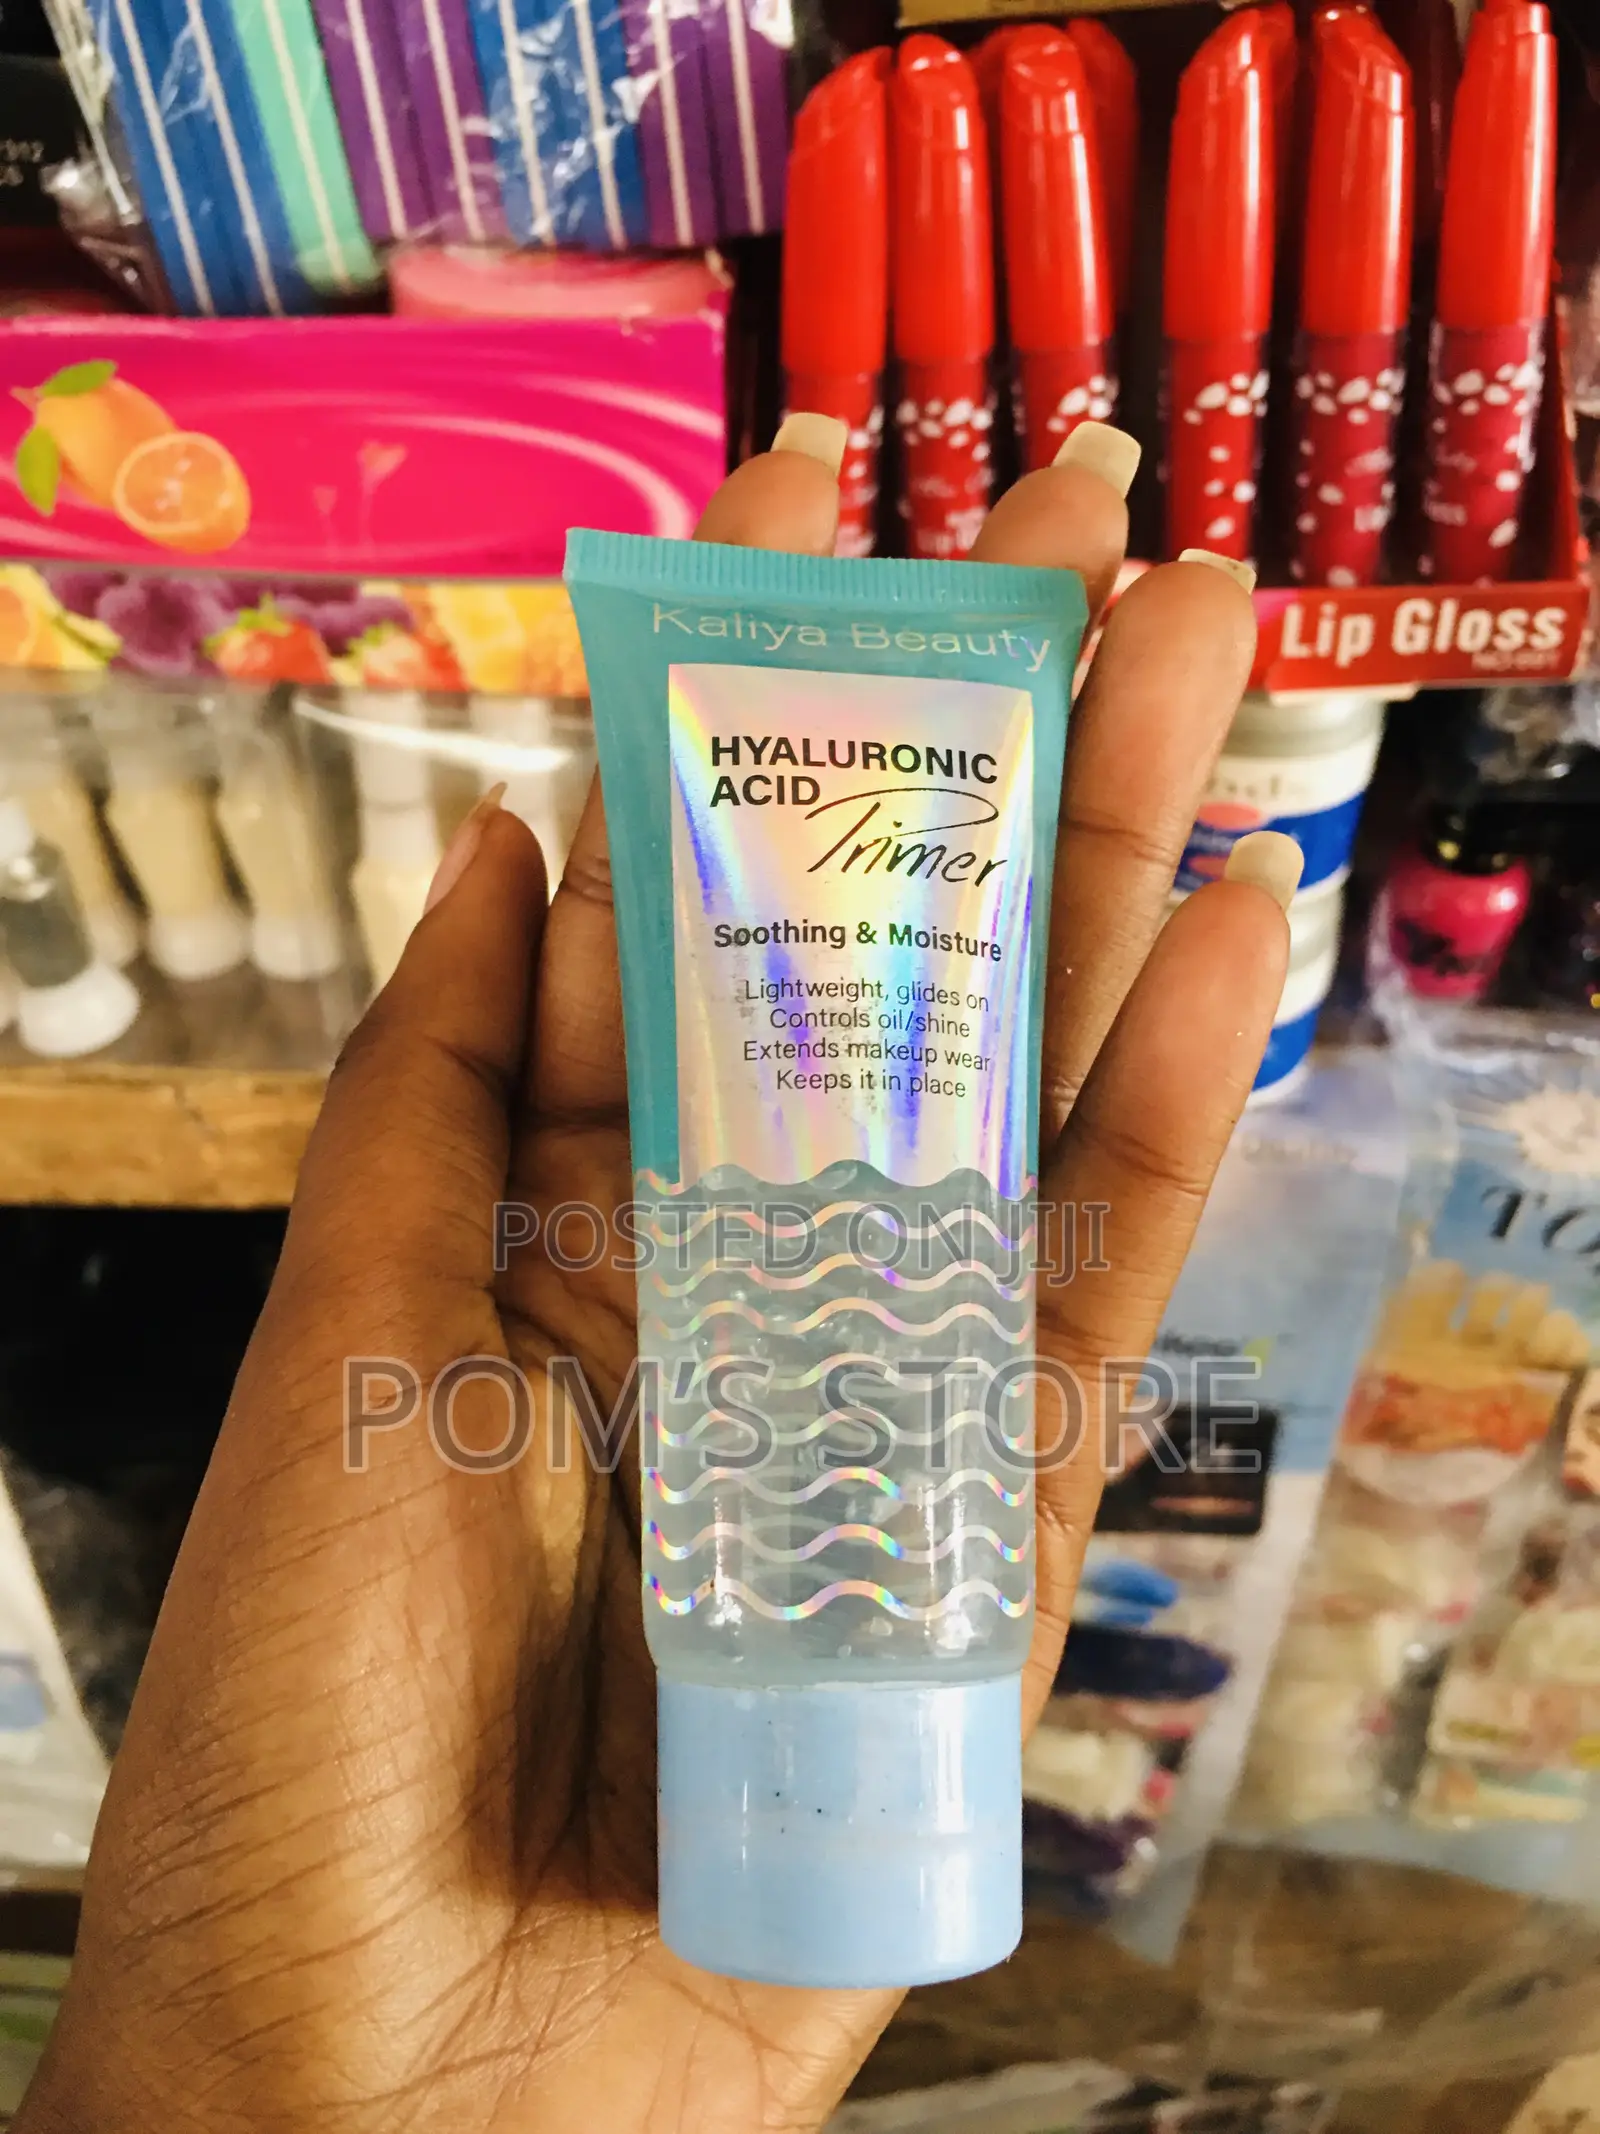 Kaliya Beauty
HYALURONIC
ACID
Primer
Soothing & Moisture
Lightweight, glides on
Controls oil/shine
Extends makeup wear
Keeps it in place
Lip Gloss
POSTED ON JIJI
POM'S STORE